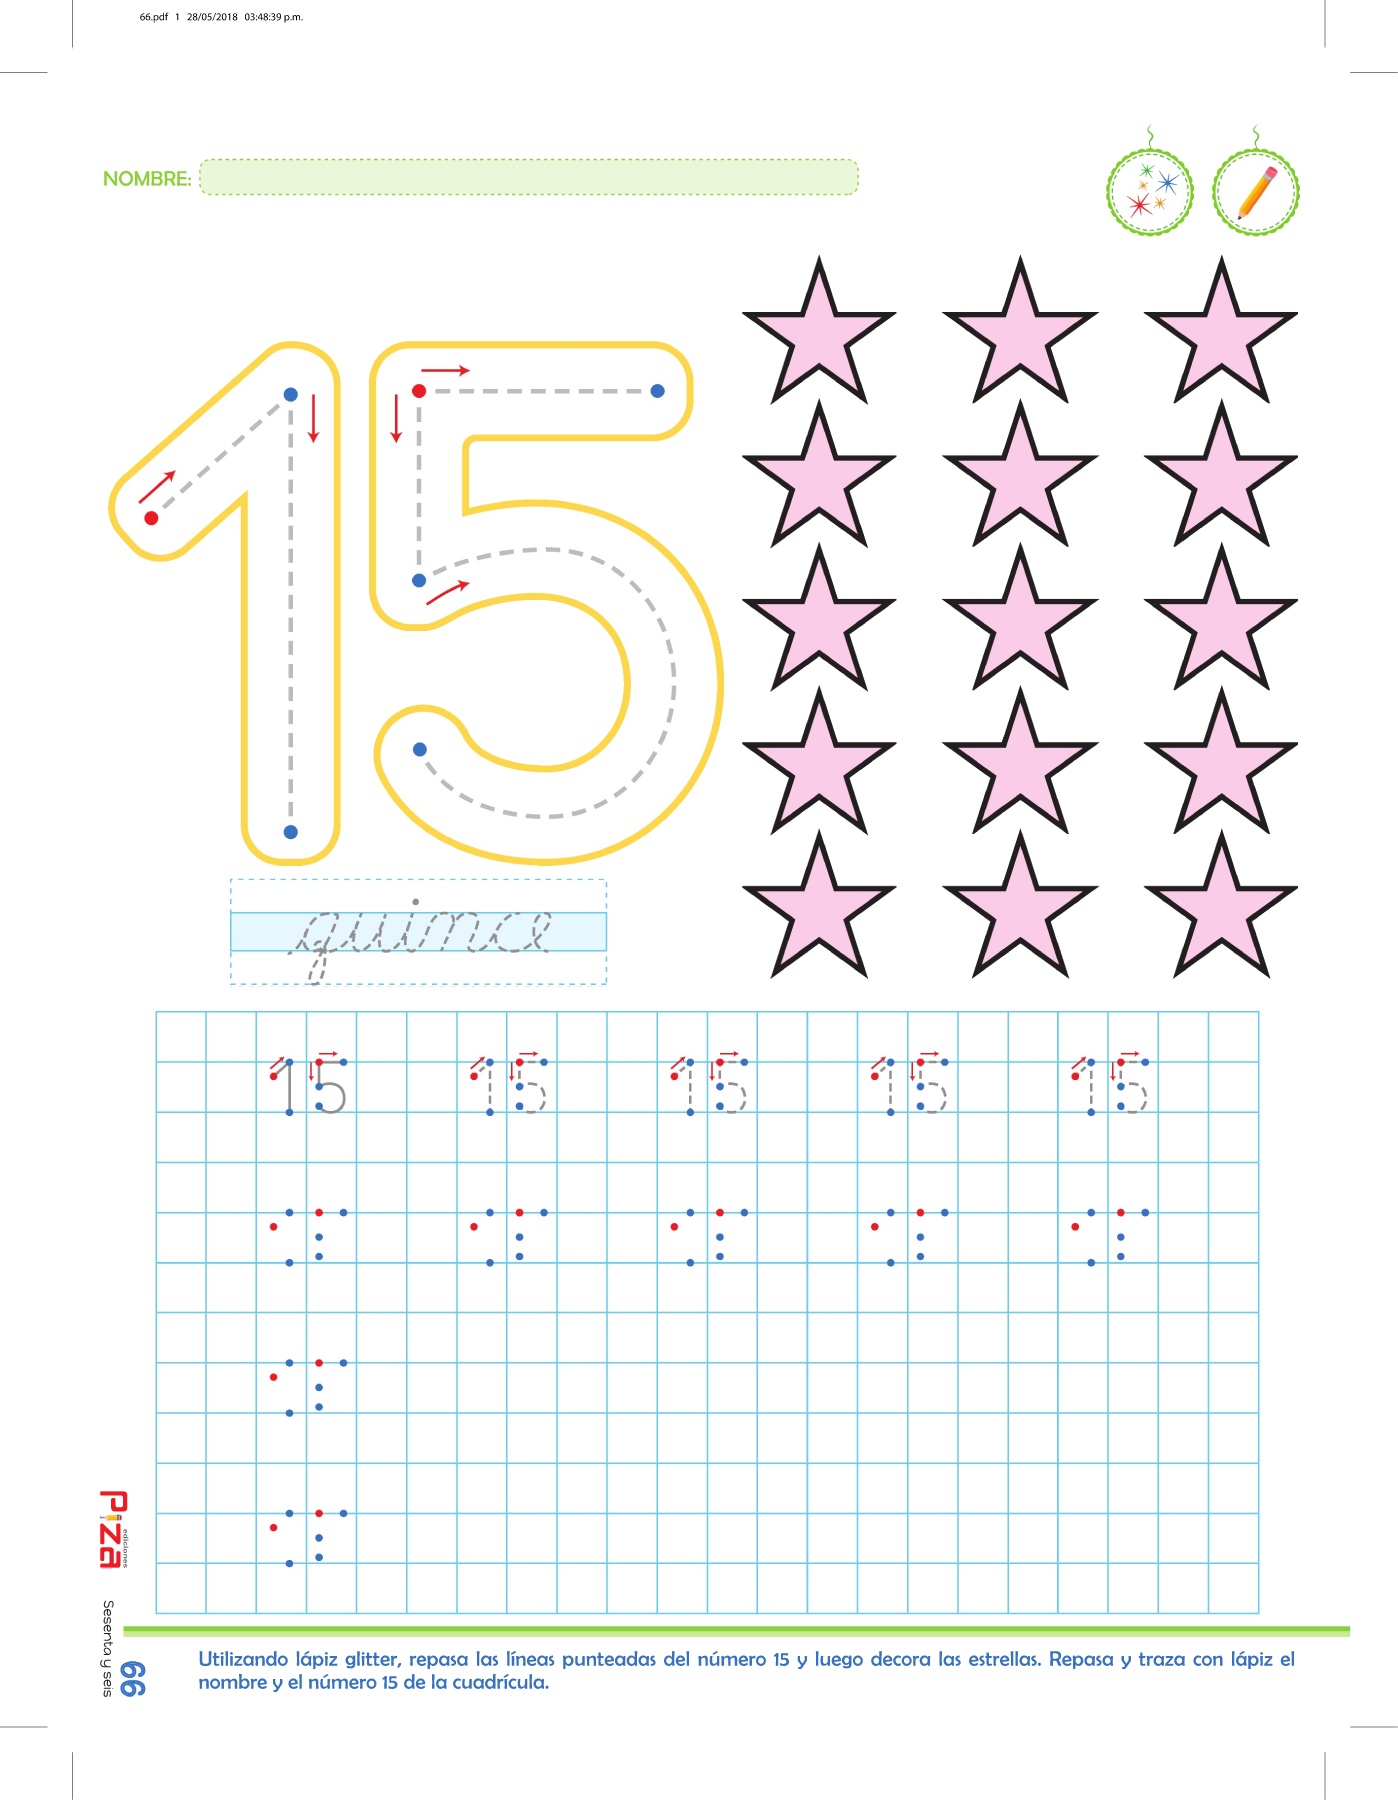 66.pdf 1 28/05/2018 03:48:39 p.m.
NOMBRE:
15
quince
15 15 15 15 15
Piza
ediciones
Sesenta y seis
66
Utilizando lápiz glitter, repasa las líneas punteadas del número 15 y luego decora las estrellas. Repasa y traza con lápiz el
nombre y el número 15 de la cuadrícula.